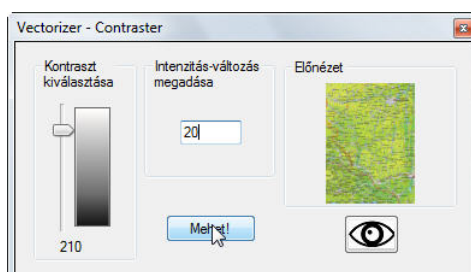 Vectorizer - Contraster
Kontraszt
kiválasztása
Intenzitás-változás
megadása
Előnézet
20
Mehet!
210